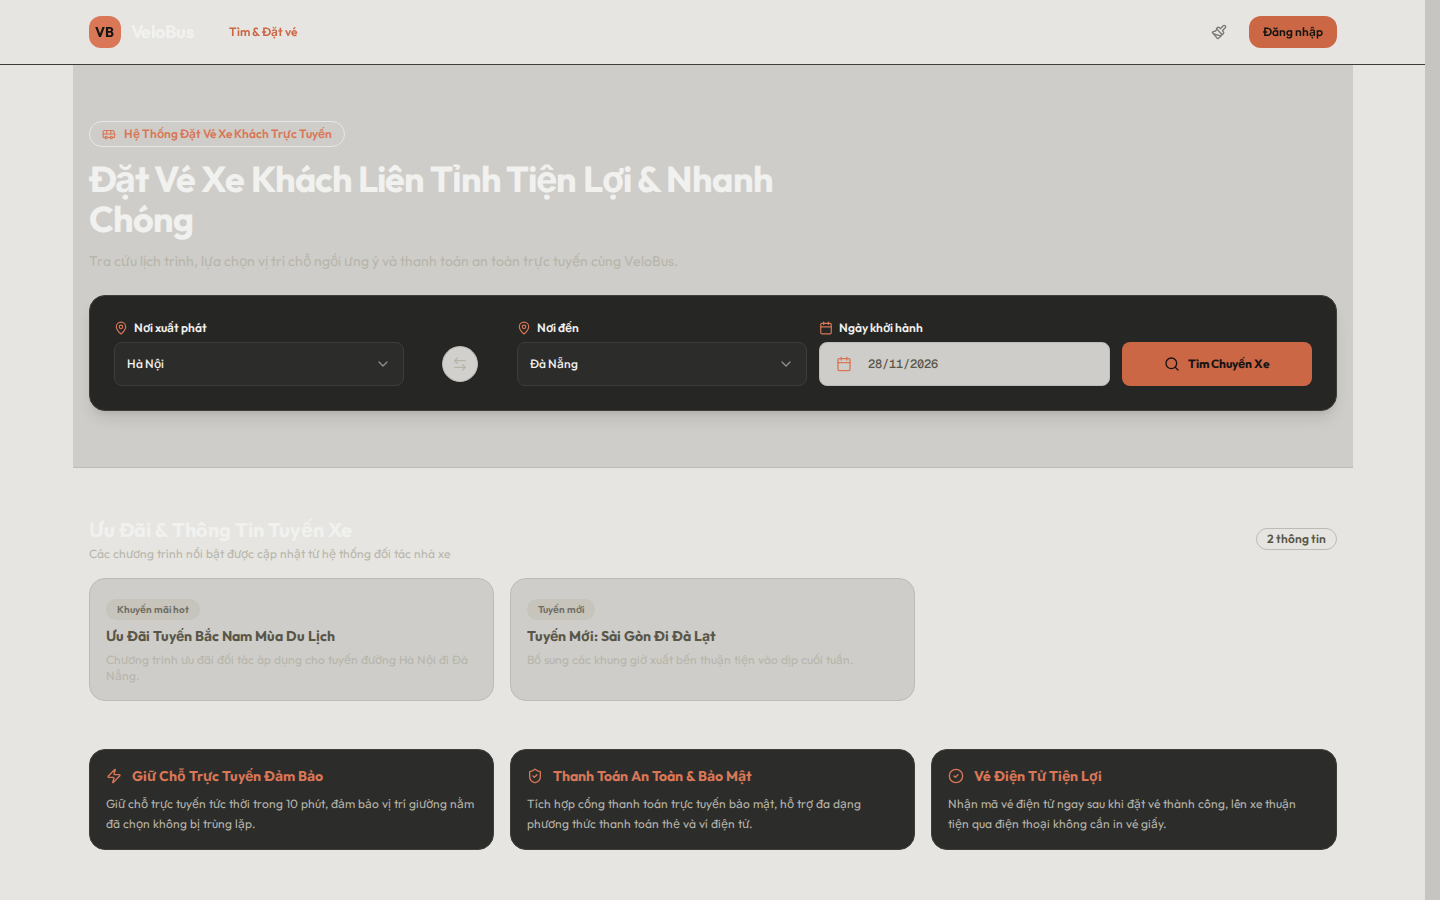 VB VeloBus Tìm & Đặt vé Đăng nhập
Hệ Thống Đặt Vé Xe Khách Trực Tuyến
Đặt Vé Xe Khách Liên Tỉnh Tiện Lợi & Nhanh
Chóng
Tra cứu lịch trình, lựa chọn vị trí chỗ ngồi ưng ý và thanh toán an toàn trực tuyến cùng VeloBus.
Nơi xuất phát
Hà Nội
Nơi đến
Đà Nẵng
Ngày khởi hành
28/11/2026
Tìm Chuyến Xe
Ưu Đãi & Thông Tin Tuyến Xe
Các chương trình nổi bật được cập nhật từ hệ thống đối tác nhà xe
2 thông tin
Khuyến mãi hot
Ưu Đãi Tuyến Bắc Nam Mùa Du Lịch
Chương trình ưu đãi đối tác áp dụng cho tuyến đường Hà Nội đi Đà
Nẵng.
Tuyến mới
Tuyến Mới: Sài Gòn Đi Đà Lạt
Bổ sung các khung giờ xuất bến thuận tiện vào dịp cuối tuần.
Giữ Chỗ Trực Tuyến Đảm Bảo
Giữ chỗ trực tuyến tức thời trong 10 phút, đảm bảo vị trí giường nằm
đã chọn không bị trùng lặp.
Thanh Toán An Toàn & Bảo Mật
Tích hợp cổng thanh toán trực tuyến bảo mật, hỗ trợ đa dạng
phương thức thanh toán thẻ và ví điện tử.
Vé Điện Tử Tiện Lợi
Nhận mã vé điện tử ngay sau khi đặt vé thành công, lên xe thuận
tiện qua điện thoại không cần in vé giấy.